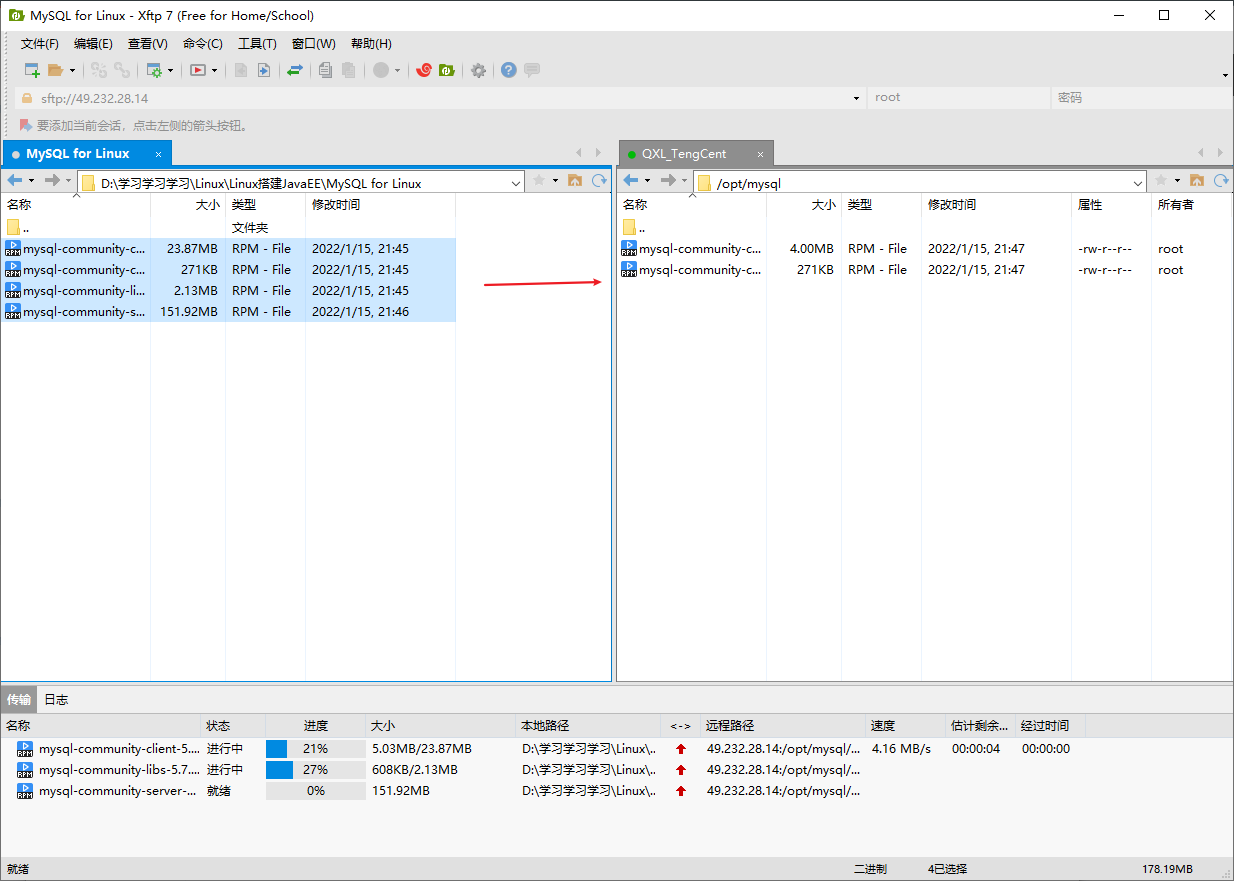 MySQL for Linux - Xftp 7 (Free for Home/School)
文件(F) 编辑(E) 查看(V) 命令(C) 工具(T) 窗口(W) 帮助(H)
sftp://49.232.28.14 root 密码
要添加当前会话，点击左侧的箭头按钮。
MySQL for Linux × QXL_TengCent ×
D:\学习学习学习\Linux\Linux搭建JavaEE\MySQL for Linux /opt/mysql
名称 大小 类型 修改时间 名称 大小 类型 修改时间 属性 所有者
.. 文件夹 ..
mysql-community-c... 23.87MB RPM - File 2022/1/15, 21:45 mysql-community-c... 4.00MB RPM - File 2022/1/15, 21:47 -rw-r--r-- root
mysql-community-c... 271KB RPM - File 2022/1/15, 21:45 mysql-community-c... 271KB RPM - File 2022/1/15, 21:47 -rw-r--r-- root
mysql-community-li... 2.13MB RPM - File 2022/1/15, 21:45
mysql-community-s... 151.92MB RPM - File 2022/1/15, 21:46
传输 日志
名称 状态 进度 大小 本地路径 <-> 远程路径 速度 估计剩余... 经过时间
mysql-community-client-5.... 进行中 21% 5.03MB/23.87MB D:\学习学习学习\Linux\.. 49.232.28.14:/opt/mysql/... 4.16 MB/s 00:00:04 00:00:00
mysql-community-libs-5.7.... 进行中 27% 608KB/2.13MB D:\学习学习学习\Linux\.. 49.232.28.14:/opt/mysql/...
mysql-community-server-... 就绪 0% 151.92MB D:\学习学习学习\Linux\.. 49.232.28.14:/opt/mysql/...
就绪 二进制 4已选择 178.19MB